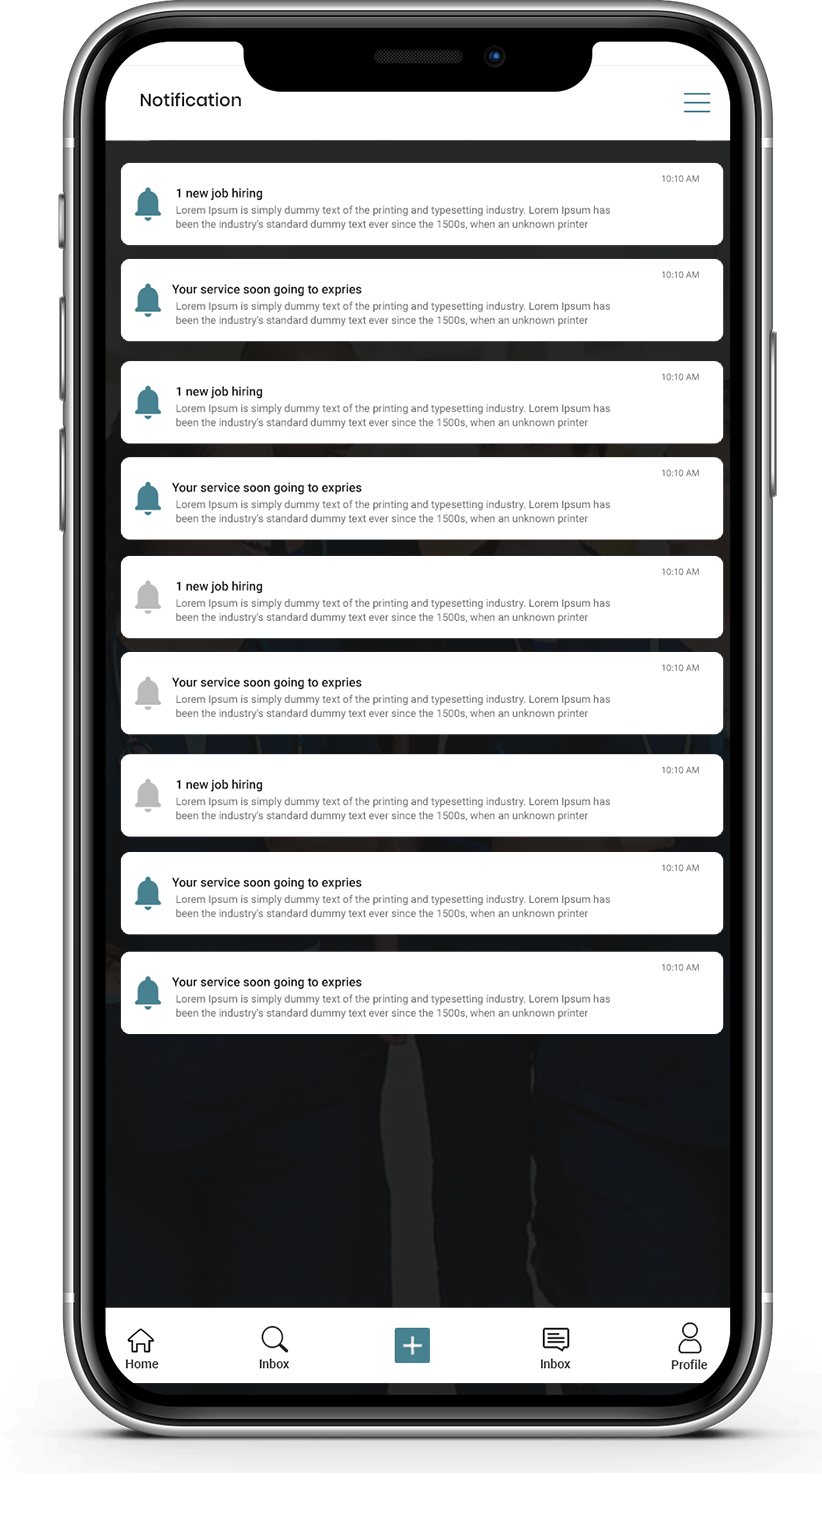 Notification
10:10 AM
1 new job hiring
Lorem Ipsum is simply dummy text of the printing and typesetting industry. Lorem Ipsum has
been the industry's standard dummy text ever since the 1500s, when an unknown printer
10:10 AM
Your service soon going to expries
Lorem Ipsum is simply dummy text of the printing and typesetting industry. Lorem Ipsum has
been the industry's standard dummy text ever since the 1500s, when an unknown printer
10:10 AM
1 new job hiring
Lorem Ipsum is simply dummy text of the printing and typesetting industry. Lorem Ipsum has
been the industry's standard dummy text ever since the 1500s, when an unknown printer
10:10 AM
Your service soon going to expries
Lorem Ipsum is simply dummy text of the printing and typesetting industry. Lorem Ipsum has
been the industry's standard dummy text ever since the 1500s, when an unknown printer
10:10 AM
1 new job hiring
Lorem Ipsum is simply dummy text of the printing and typesetting industry. Lorem Ipsum has
been the industry's standard dummy text ever since the 1500s, when an unknown printer
10:10 AM
Your service soon going to expries
Lorem Ipsum is simply dummy text of the printing and typesetting industry. Lorem Ipsum has
been the industry's standard dummy text ever since the 1500s, when an unknown printer
10:10 AM
1 new job hiring
Lorem Ipsum is simply dummy text of the printing and typesetting industry. Lorem Ipsum has
been the industry's standard dummy text ever since the 1500s, when an unknown printer
10:10 AM
Your service soon going to expries
Lorem Ipsum is simply dummy text of the printing and typesetting industry. Lorem Ipsum has
been the industry's standard dummy text ever since the 1500s, when an unknown printer
10:10 AM
Your service soon going to expries
Lorem Ipsum is simply dummy text of the printing and typesetting industry. Lorem Ipsum has
been the industry's standard dummy text ever since the 1500s, when an unknown printer
Home
Inbox
Inbox
Profile